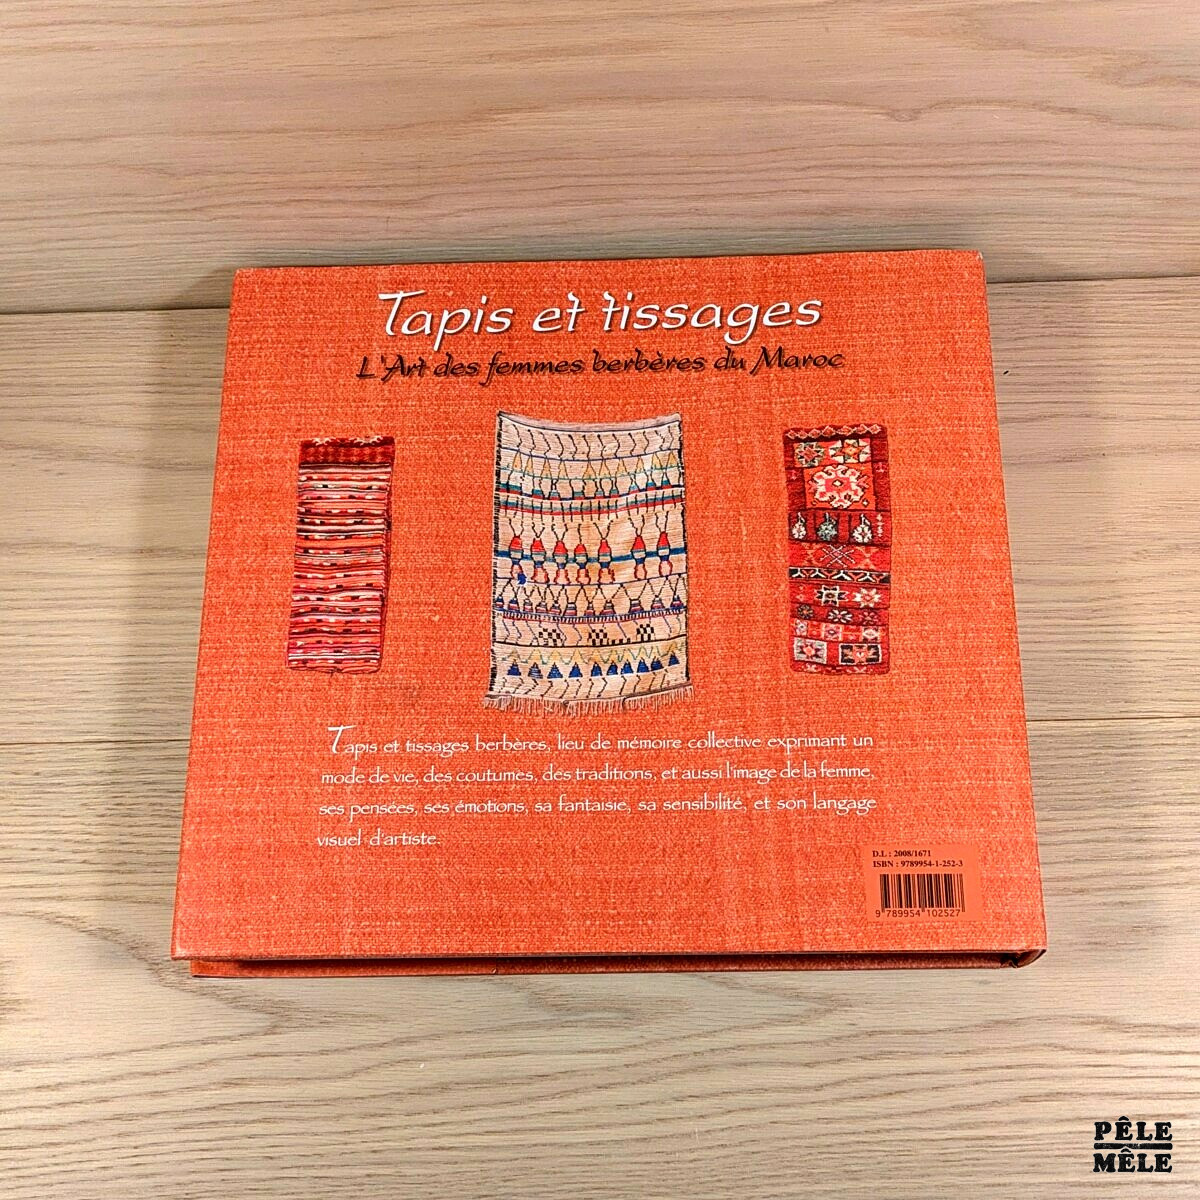 Tapis et tissages
L'Art des femmes berbères du Maroc
Tapis et tissages berbères, lieu de mémoire collective exprimant un
mode de vie, des coutumes, des traditions, et aussi l'image de la femme,
ses pensées, ses émotions, sa fantaisie, sa sensibilité, et son langage
visuel d'artiste.
D.L : 2008/1671
ISBN : 9789954-1-252-3
9 789954 102527
PÊLE
MÊLE